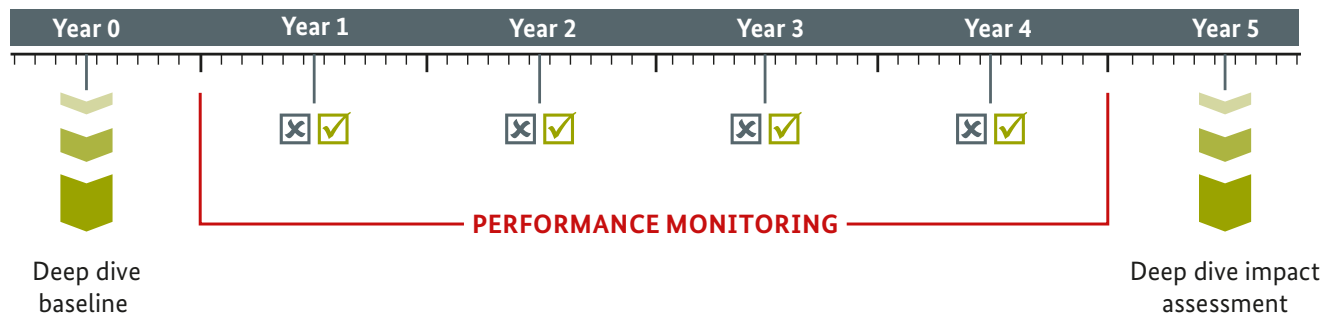 Year 0 Year 1 Year 2 Year 3 Year 4 Year 5
PERFORMANCE MONITORING
Deep dive
baseline
Deep dive impact
assessment